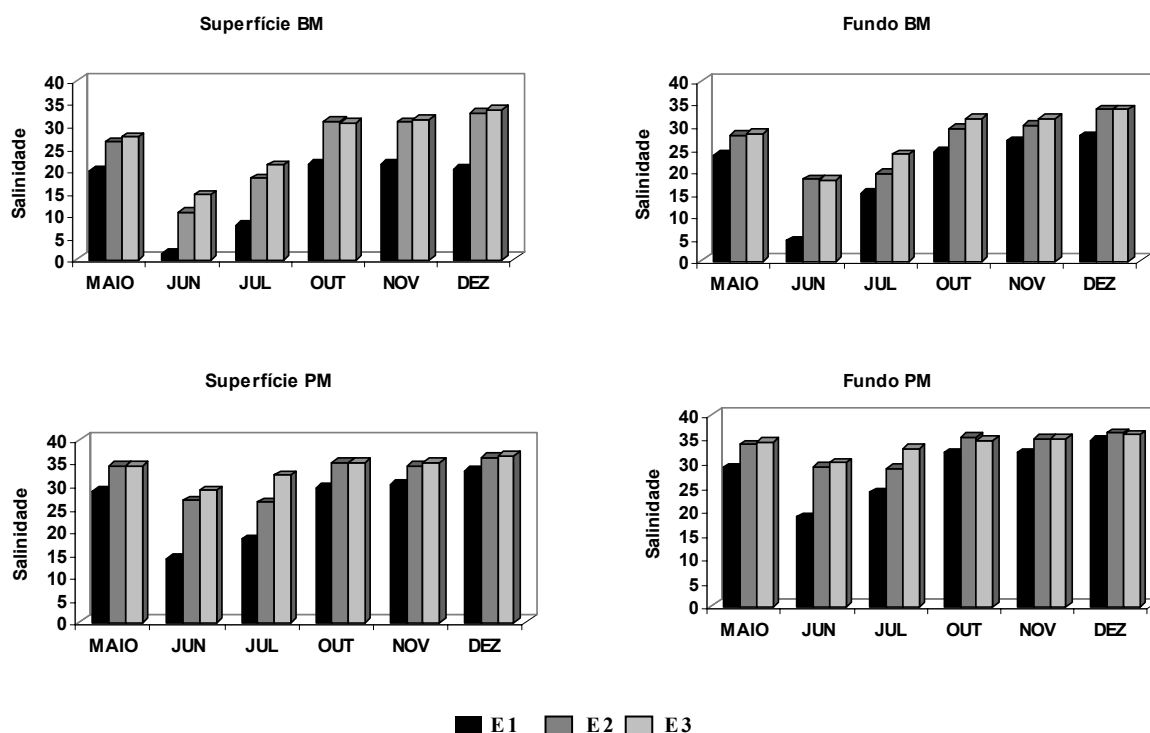 Superfície BM
Salinidade
40
35
30
25
20
15
10
5
0
MAIO JUN JUL OUT NOV DEZ
Fundo BM
Salinidade
40
35
30
25
20
15
10
5
0
MAIO JUN JUL OUT NOV DEZ
Superfície PM
Salinidade
40
35
30
25
20
15
10
5
0
MAIO JUN JUL OUT NOV DEZ
Fundo PM
Salinidade
40
35
30
25
20
15
10
5
0
MAIO JUN JUL OUT NOV DEZ
E1 E2 E3